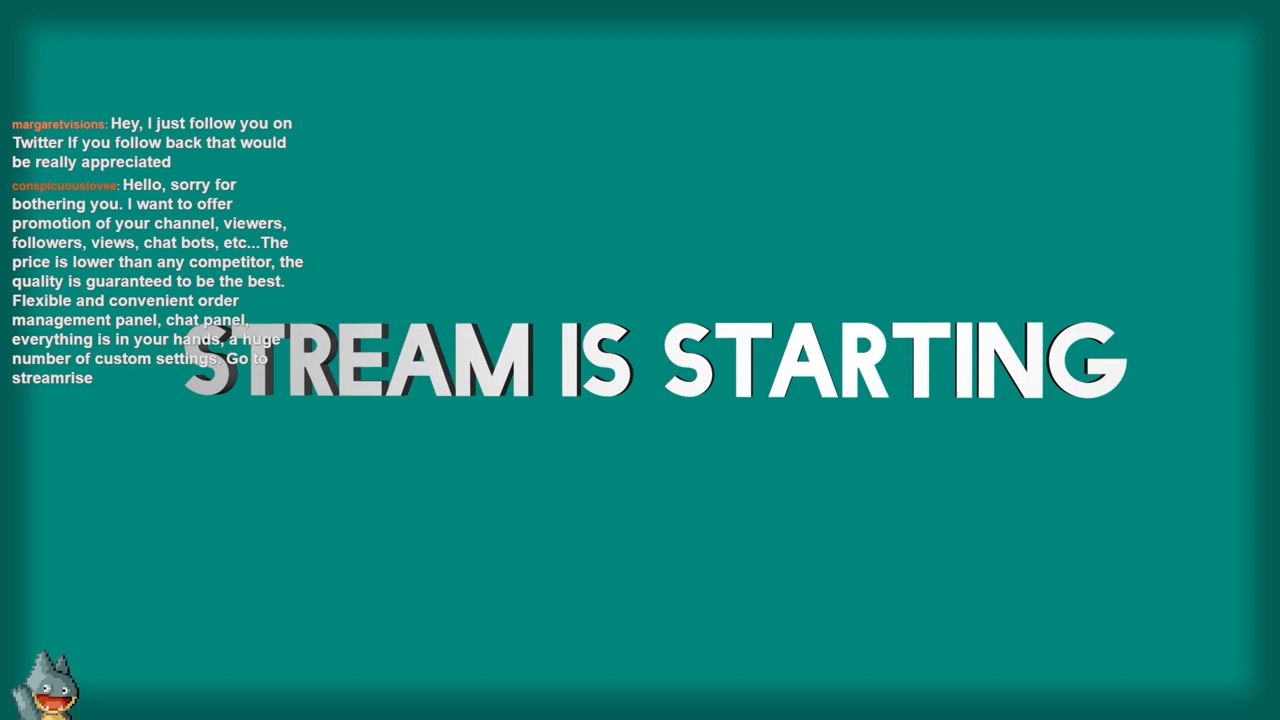 margaretvisions: Hey, I just follow you on
Twitter If you follow back that would
be really appreciated
conspicuouslovee: Hello, sorry for
bothering you. I want to offer
promotion of your channel, viewers,
followers, views, chat bots, etc...The
price is lower than any competitor, the
quality is guaranteed to be the best.
Flexible and convenient order
management panel, chat panel,
everything is in your hands, a huge
number of custom settings. Go to
streamrise
STREAM IS STARTING